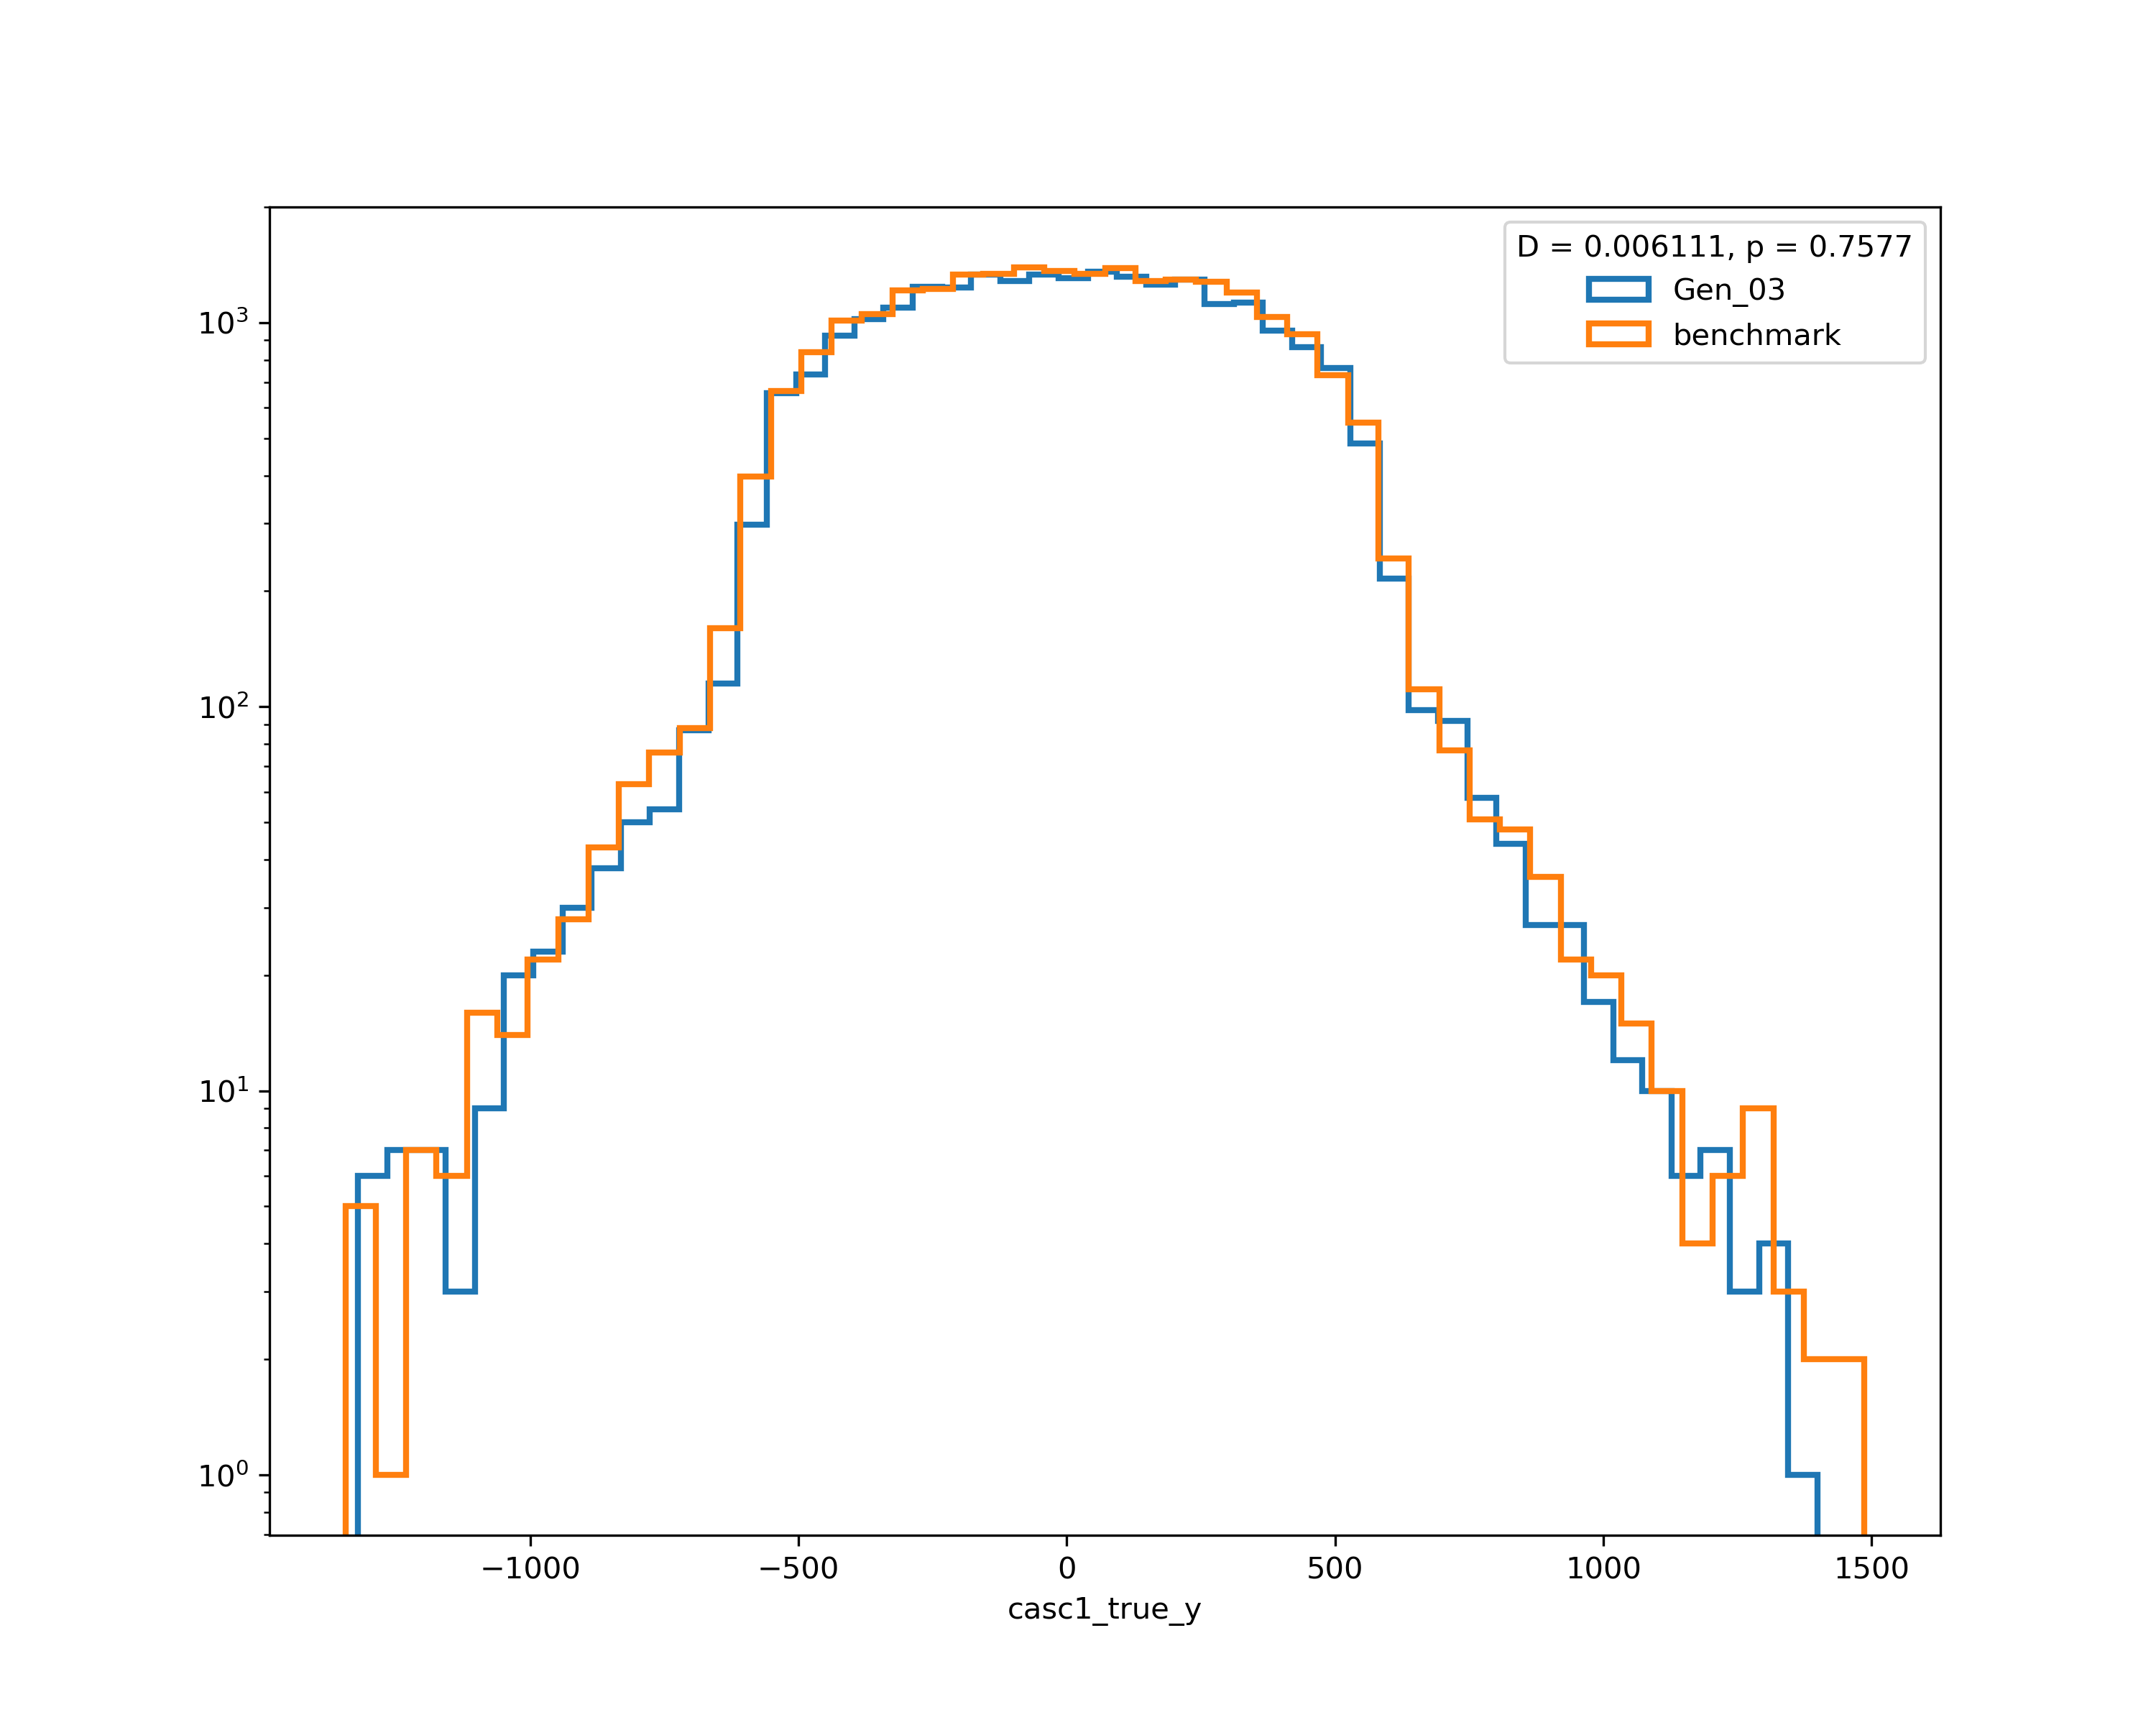 D = 0.006111, p = 0.7577
Gen_03
benchmark
10³
10²
10¹
10⁰
−1000 −500 0 500 1000 1500
casc1_true_y